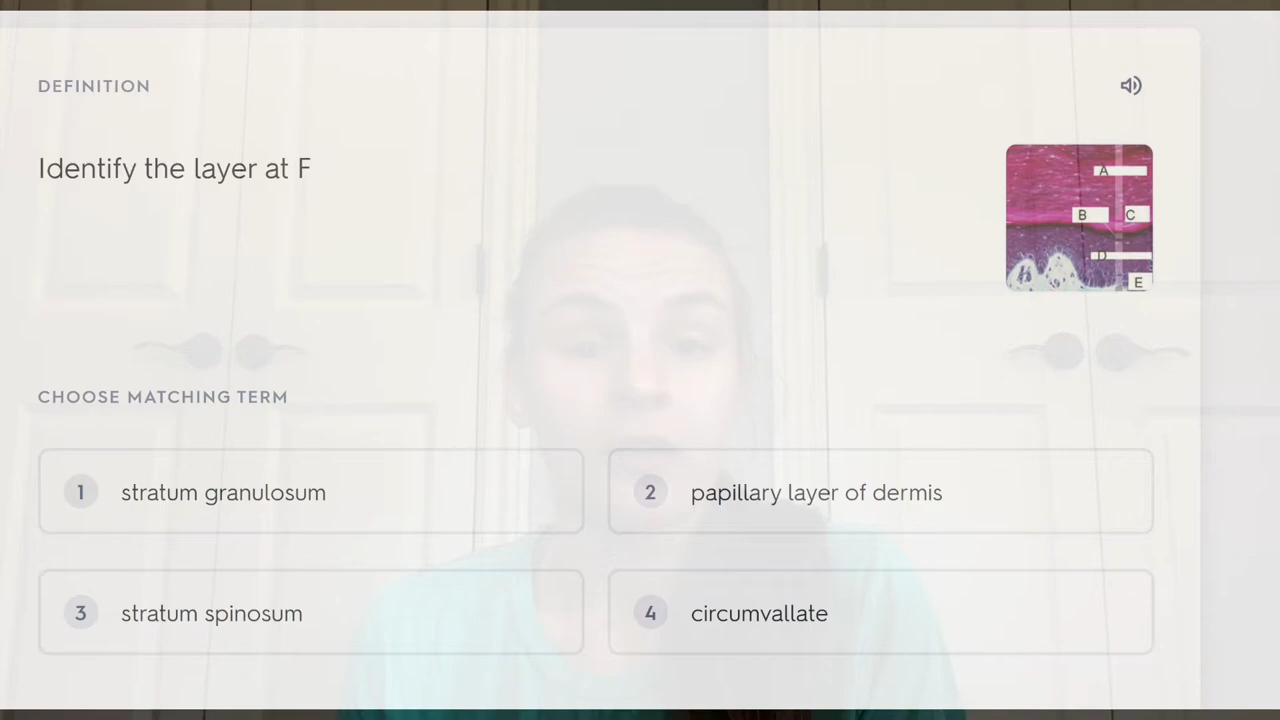 DEFINITION
Identify the layer at F
A
B C
D
E
CHOOSE MATCHING TERM
1 stratum granulosum
2 papillary layer of dermis
3 stratum spinosum
4 circumvallate